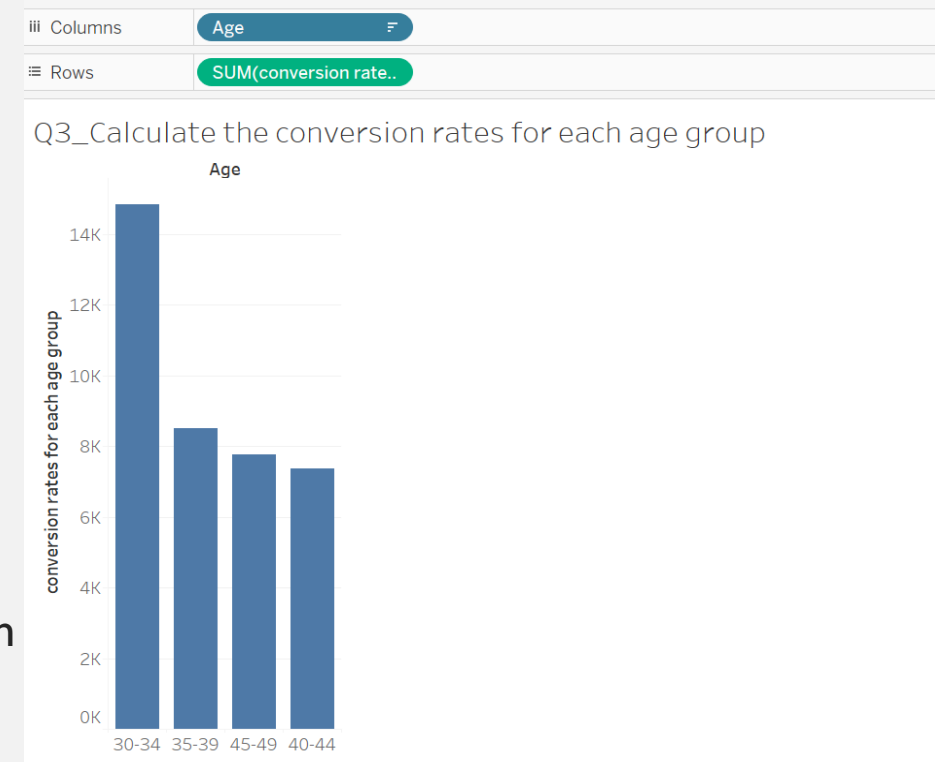 Columns Age
Rows SUM(conversion rate..
Q3_Calculate the conversion rates for each age group
Age
conversion rates for each age group
14K
12K
10K
8K
6K
4K
2K
0K
30-34 35-39 45-49 40-44
n